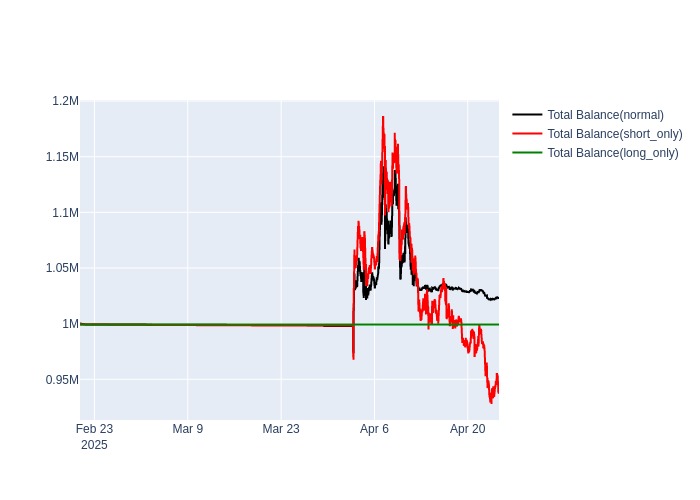 1.2M
1.15M
1.1M
1.05M
1M
0.95M
Feb 23
2025
Mar 9
Mar 23
Apr 6
Apr 20
Total Balance(normal)
Total Balance(short_only)
Total Balance(long_only)